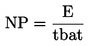 NP = E
tbat